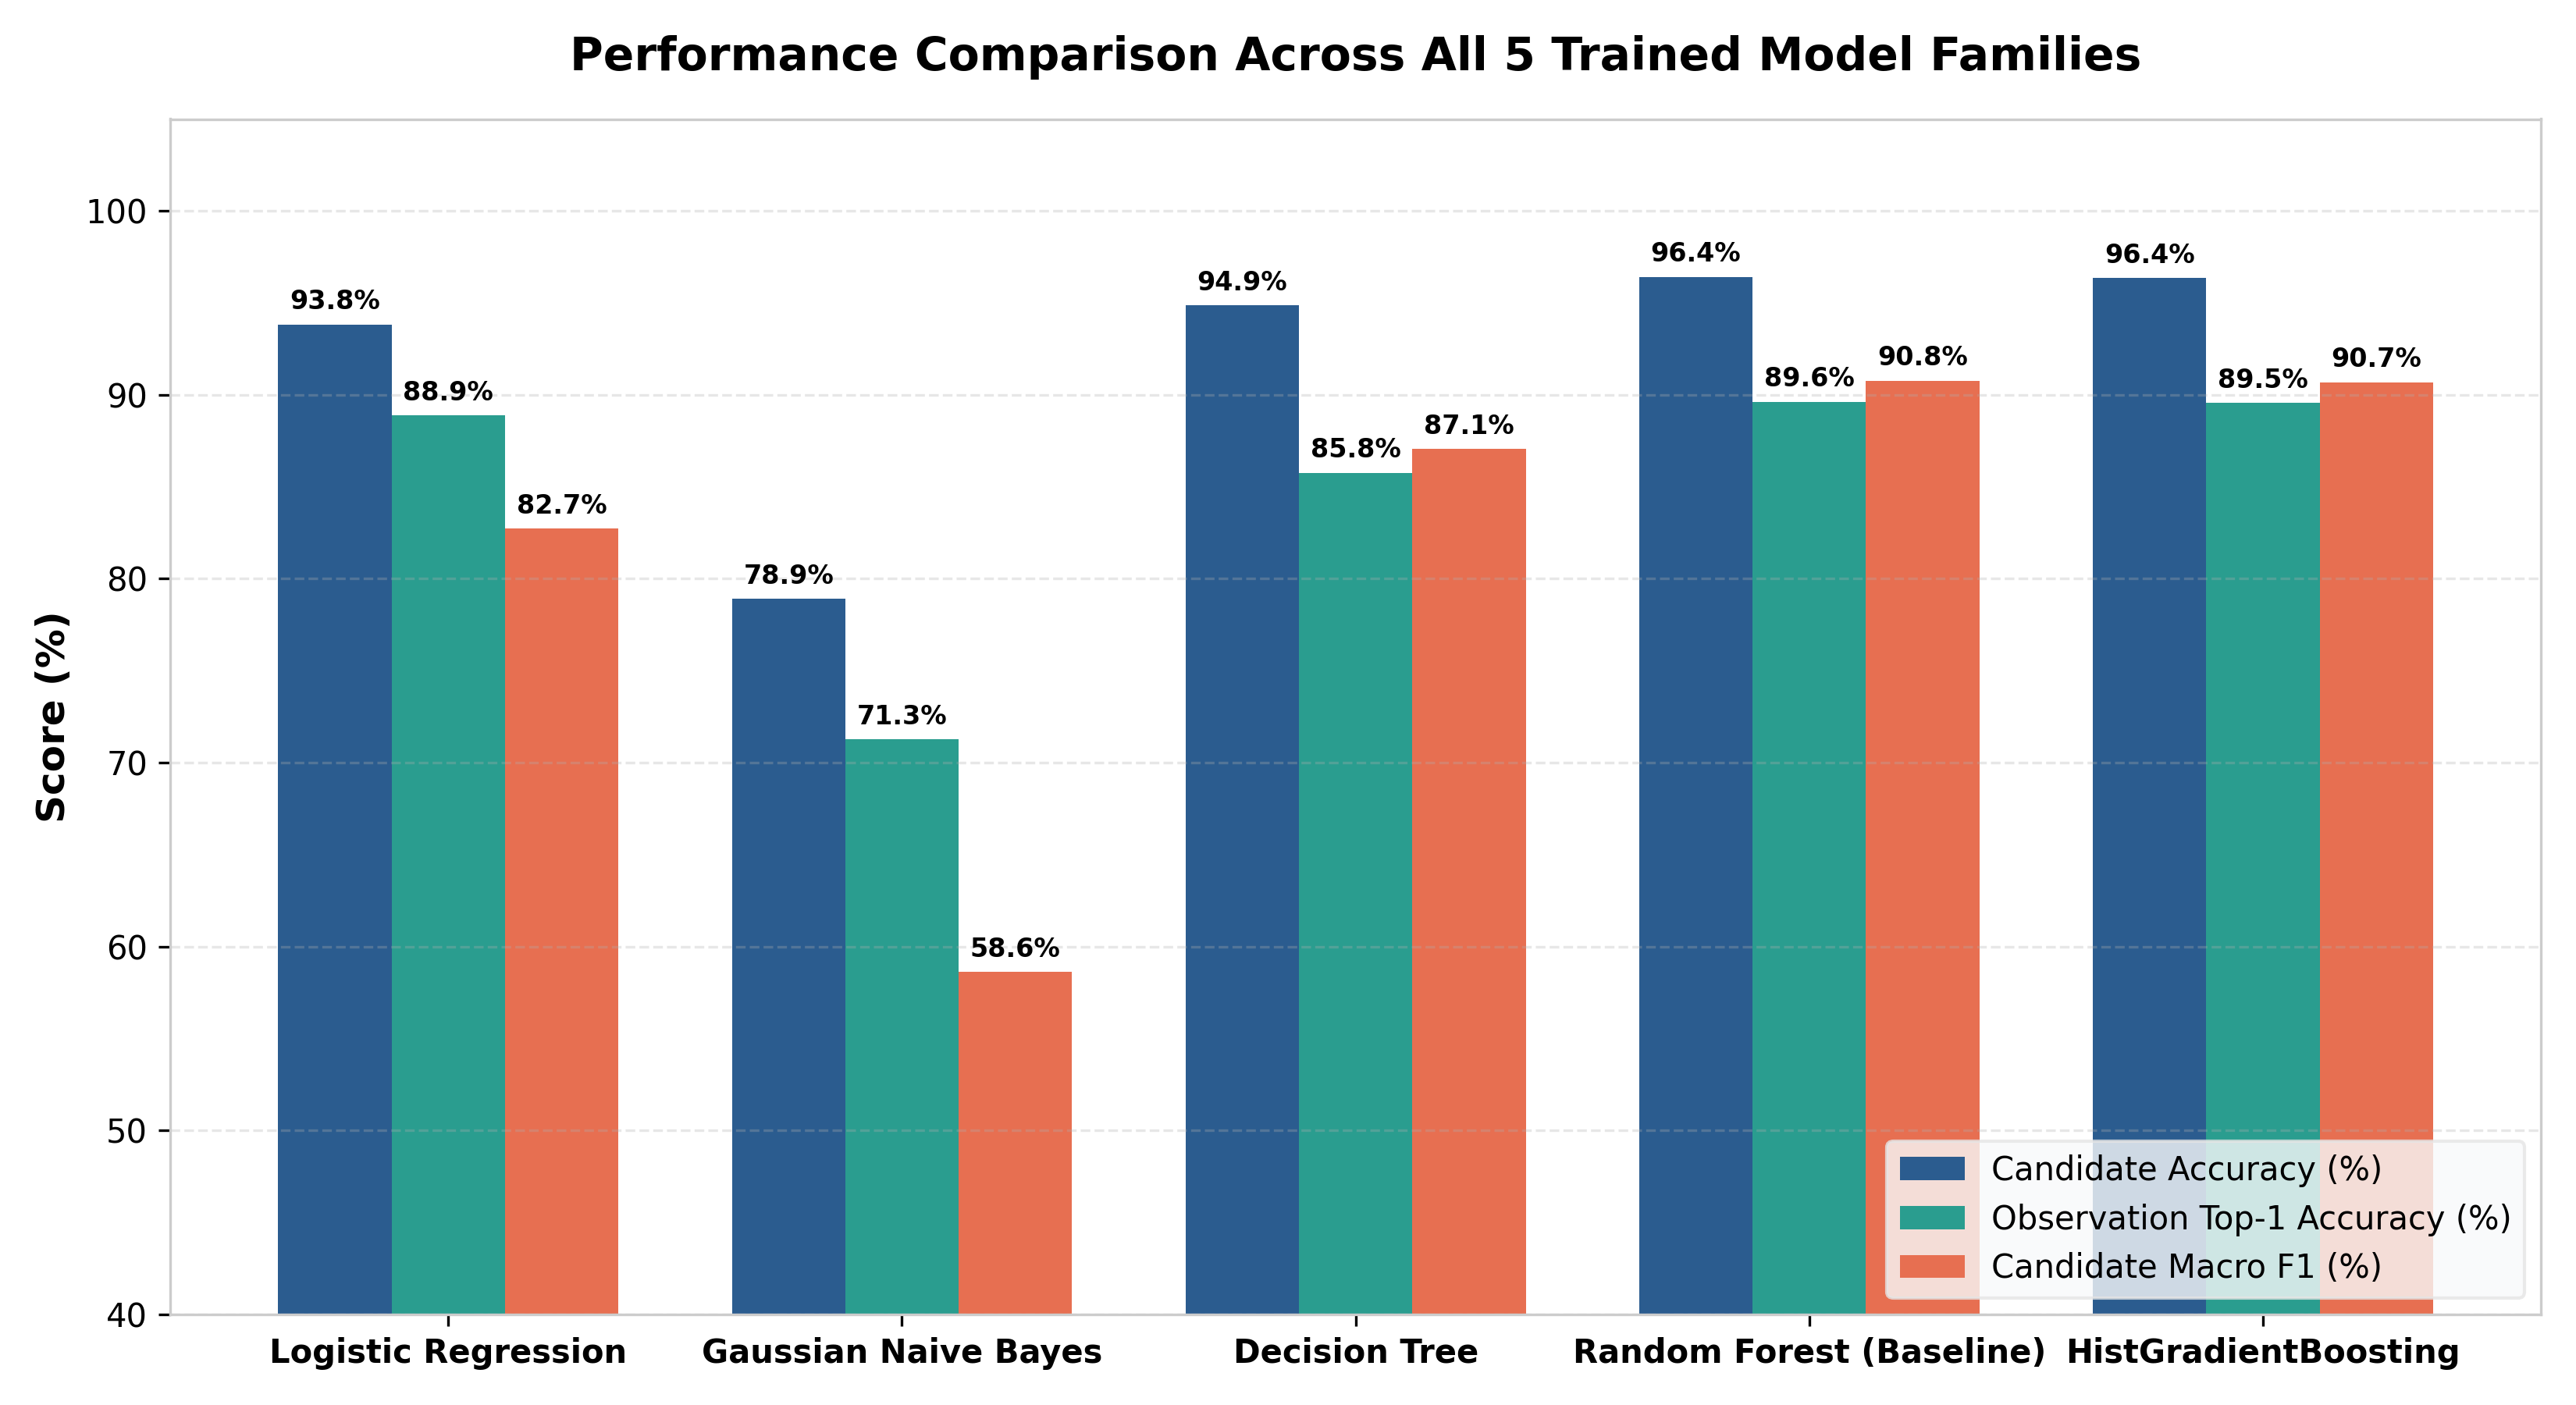 Performance Comparison Across All 5 Trained Model Families
Score (%)
100
90
80
70
60
50
40
93.8%
88.9%
82.7%
78.9%
71.3%
58.6%
94.9%
85.8%
87.1%
96.4%
89.6%
90.8%
96.4%
89.5%
90.7%
Candidate Accuracy (%)
Observation Top-1 Accuracy (%)
Candidate Macro F1 (%)
Logistic Regression
Gaussian Naive Bayes
Decision Tree
Random Forest (Baseline)
HistGradientBoosting